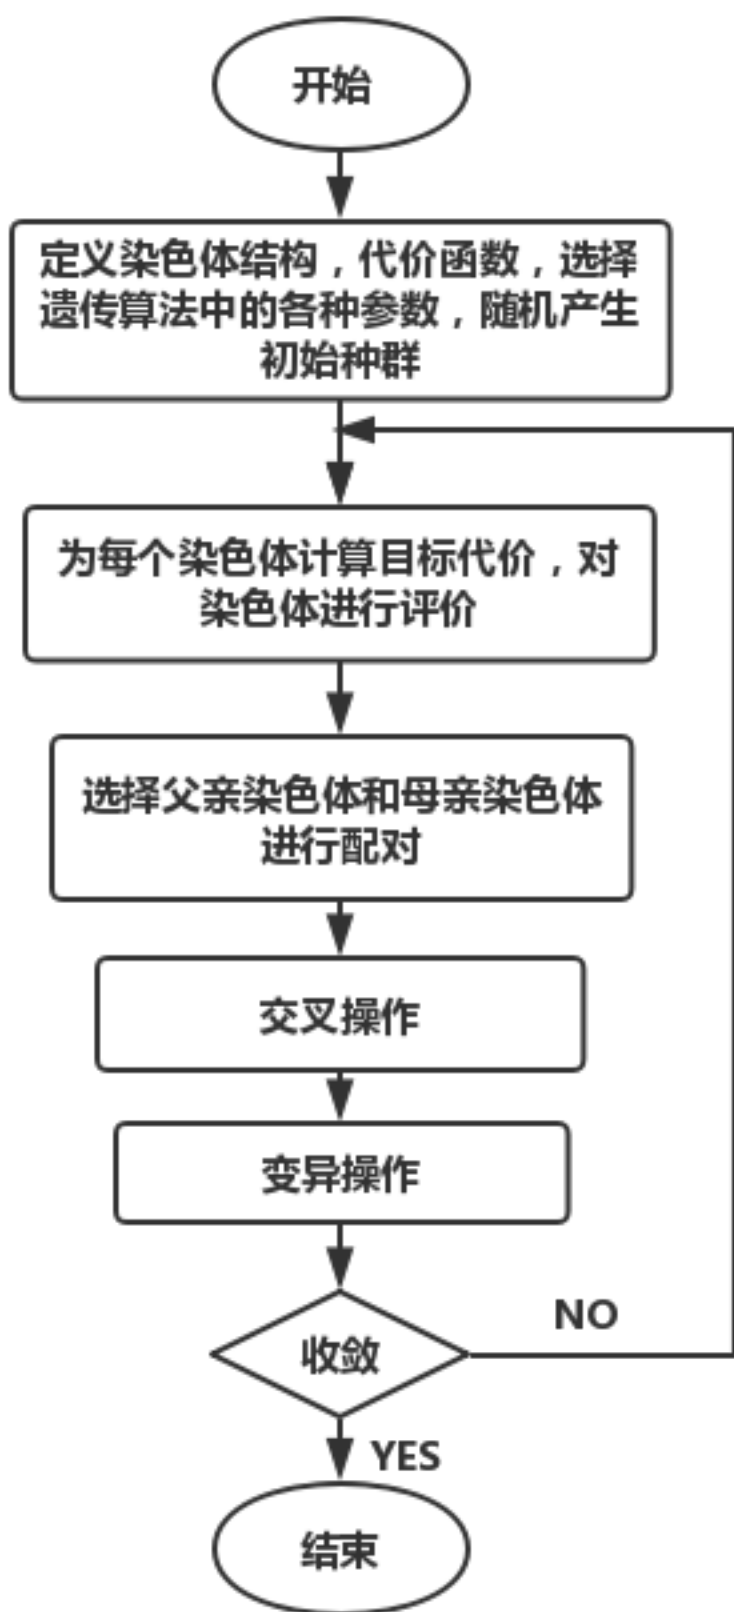 开始
定义染色体结构，代价函数，选择
遗传算法中的各种参数，随机产生
初始种群
为每个染色体计算目标代价，对
染色体进行评价
选择父亲染色体和母亲染色体
进行配对
交叉操作
变异操作
收敛
NO
YES
结束